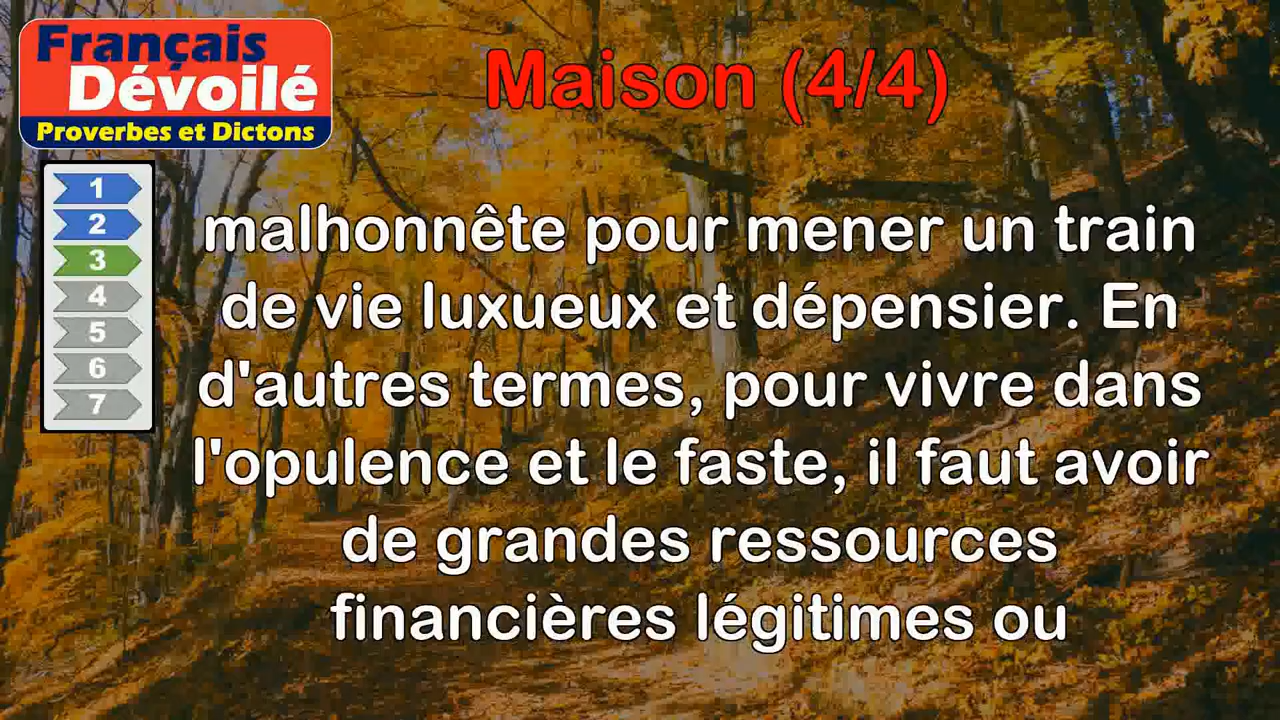 Français
Dévoilé
Proverbes et Dictons
Maison (4/4)
1
2
3
4
5
6
7
malhonnête pour mener un train
de vie luxueux et dépensier. En
d'autres termes, pour vivre dans
l'opulence et le faste, il faut avoir
de grandes ressources
financières légitimes ou